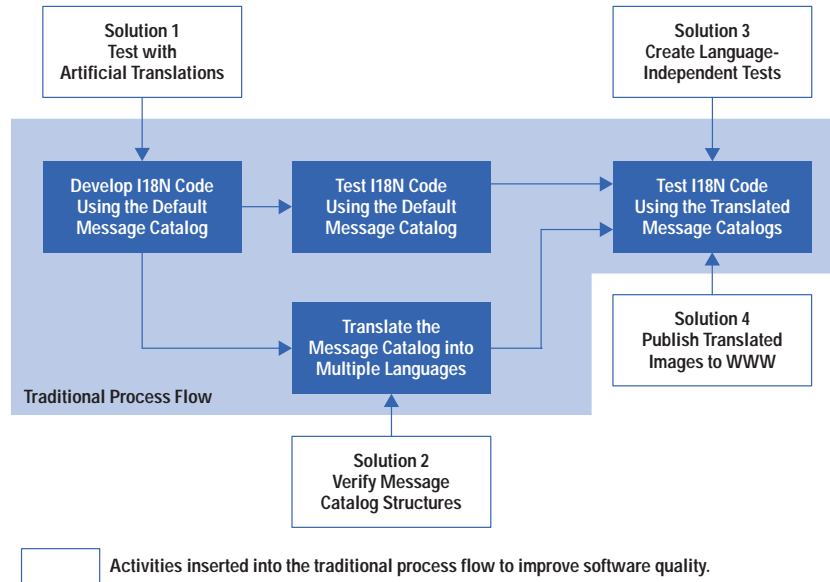 Solution 1
Test with
Artificial Translations
Solution 3
Create Language-
Independent Tests
Develop I18N Code
Using the Default
Message Catalog
Test I18N Code
Using the Default
Message Catalog
Test I18N Code
Using the Translated
Message Catalogs
Translate the
Message Catalog into
Multiple Languages
Solution 4
Publish Translated
Images to WWW
Traditional Process Flow
Solution 2
Verify Message
Catalog Structures
Activities inserted into the traditional process flow to improve software quality.